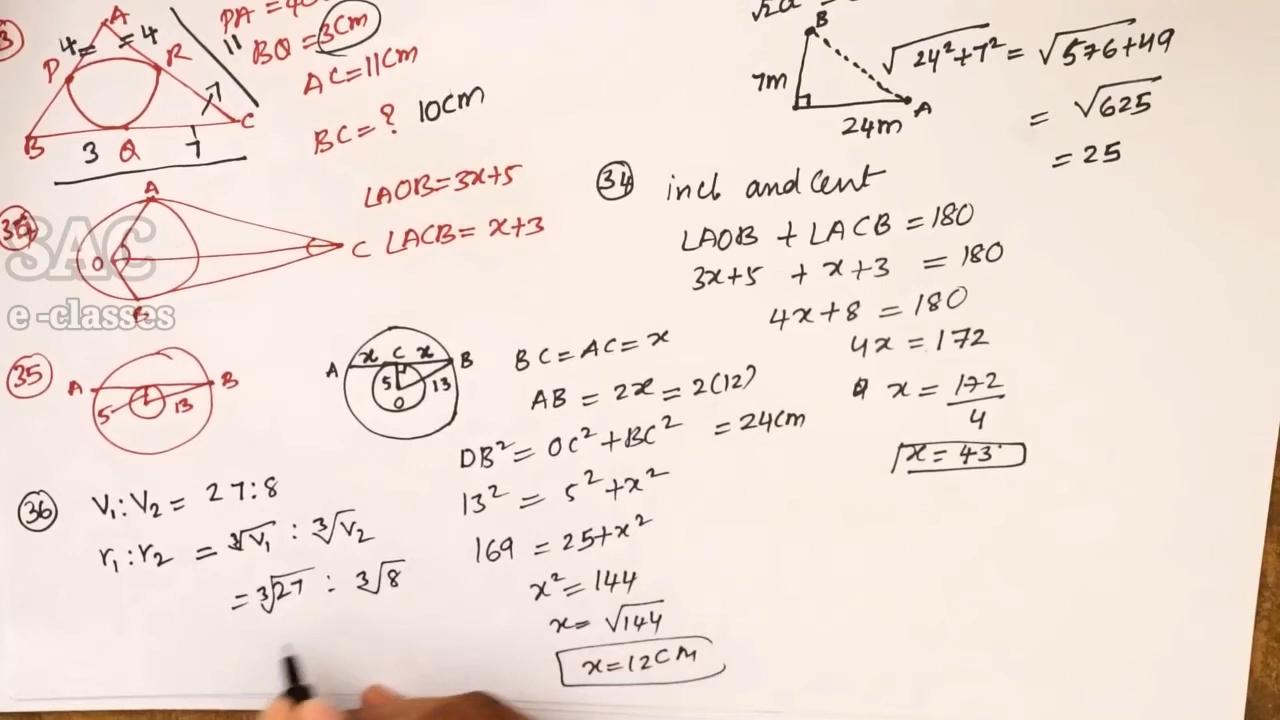 A
4 = = 4
P
R
B 3 Q 7 C
BQ = 3cm
AC = 11cm
BC = ? 10cm
B
7m
24m
A
√24²+7² = √576+49
= √625
= 25
3AC
e-classes
A
O
C
∠AOB = 3x+5
∠ACB = x+3
34 incl and cent
∠AOB + ∠ACB = 180
3x+5 + x+3 = 180
4x+8 = 180
4x = 172
x = 172
4
x = 43
35
A B
5 13
A x C x B
5 13
O
BC = AC = x
AB = 2x = 2(12)
= 24cm
OB² = OC² + BC²
13² = 5² + x²
169 = 25 + x²
x² = 144
x = √144
x = 12cm
36 V₁ : V₂ = 27 : 8
r₁ : r₂ = ∛V₁ : ∛V₂
= ∛27 : ∛8